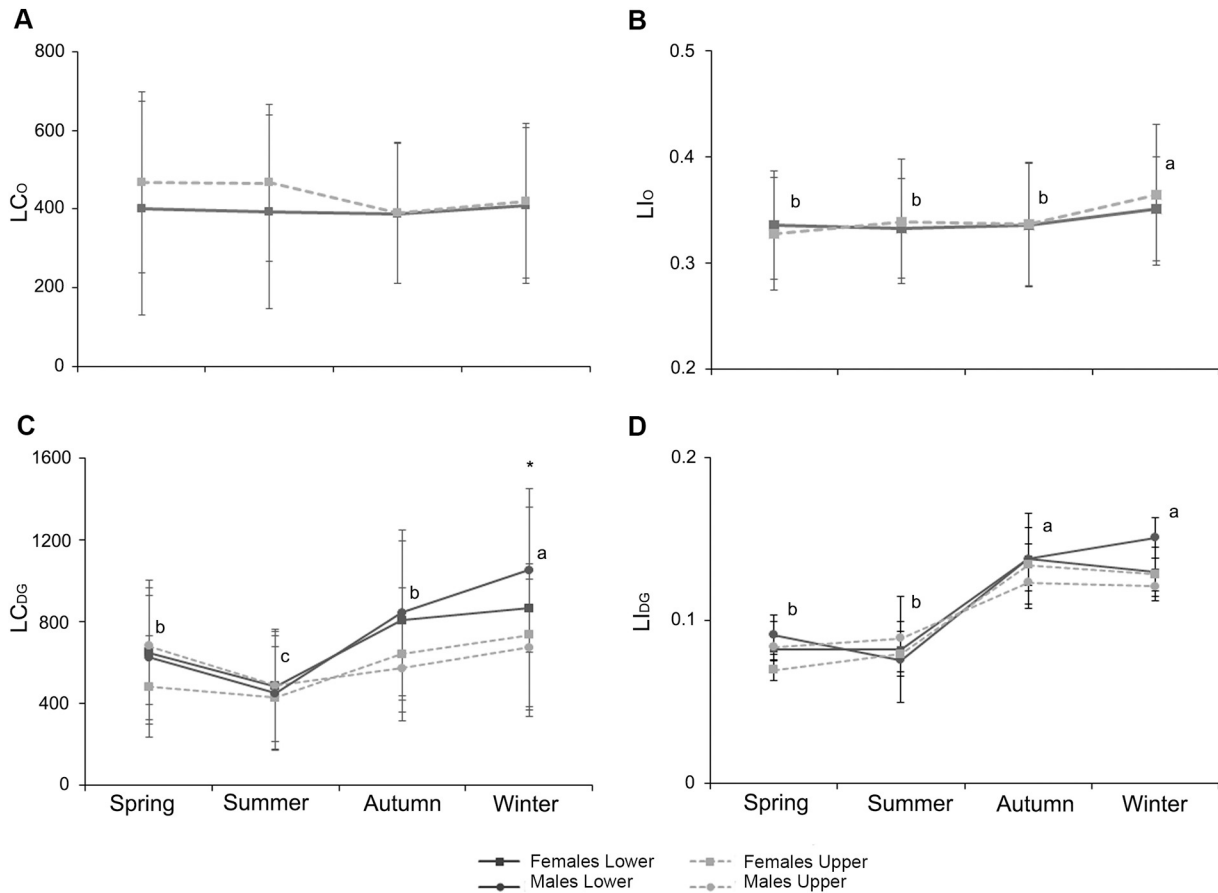 A
800
600
400
200
0
LCO
B
0.5
0.4
0.3
0.2
LIO
b
b
b
a
C
1600
1200
800
400
0
LCDG
b
c
b
a
*
Spring Summer Autumn Winter
D
0.2
0.1
0
LIDG
b
b
a
a
Spring Summer Autumn Winter
Females Lower Females Upper
Males Lower Males Upper